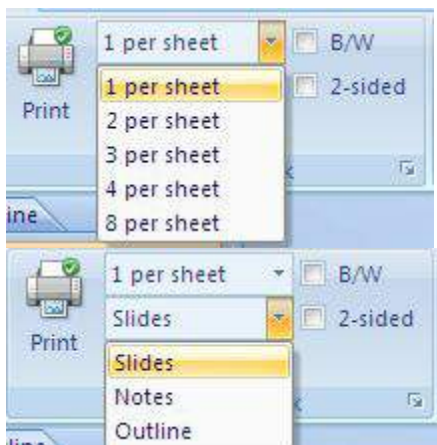 1 per sheet B/W
1 per sheet 2-sided
Print
2 per sheet
3 per sheet
4 per sheet
8 per sheet
ine
1 per sheet B/W
Slides 2-sided
Print
Slides
Notes
Outline